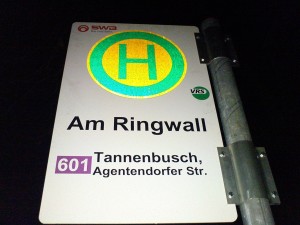 SWB
H
VRS
Am Ringwall
601 Tannenbusch,
Agentendorfer Str.